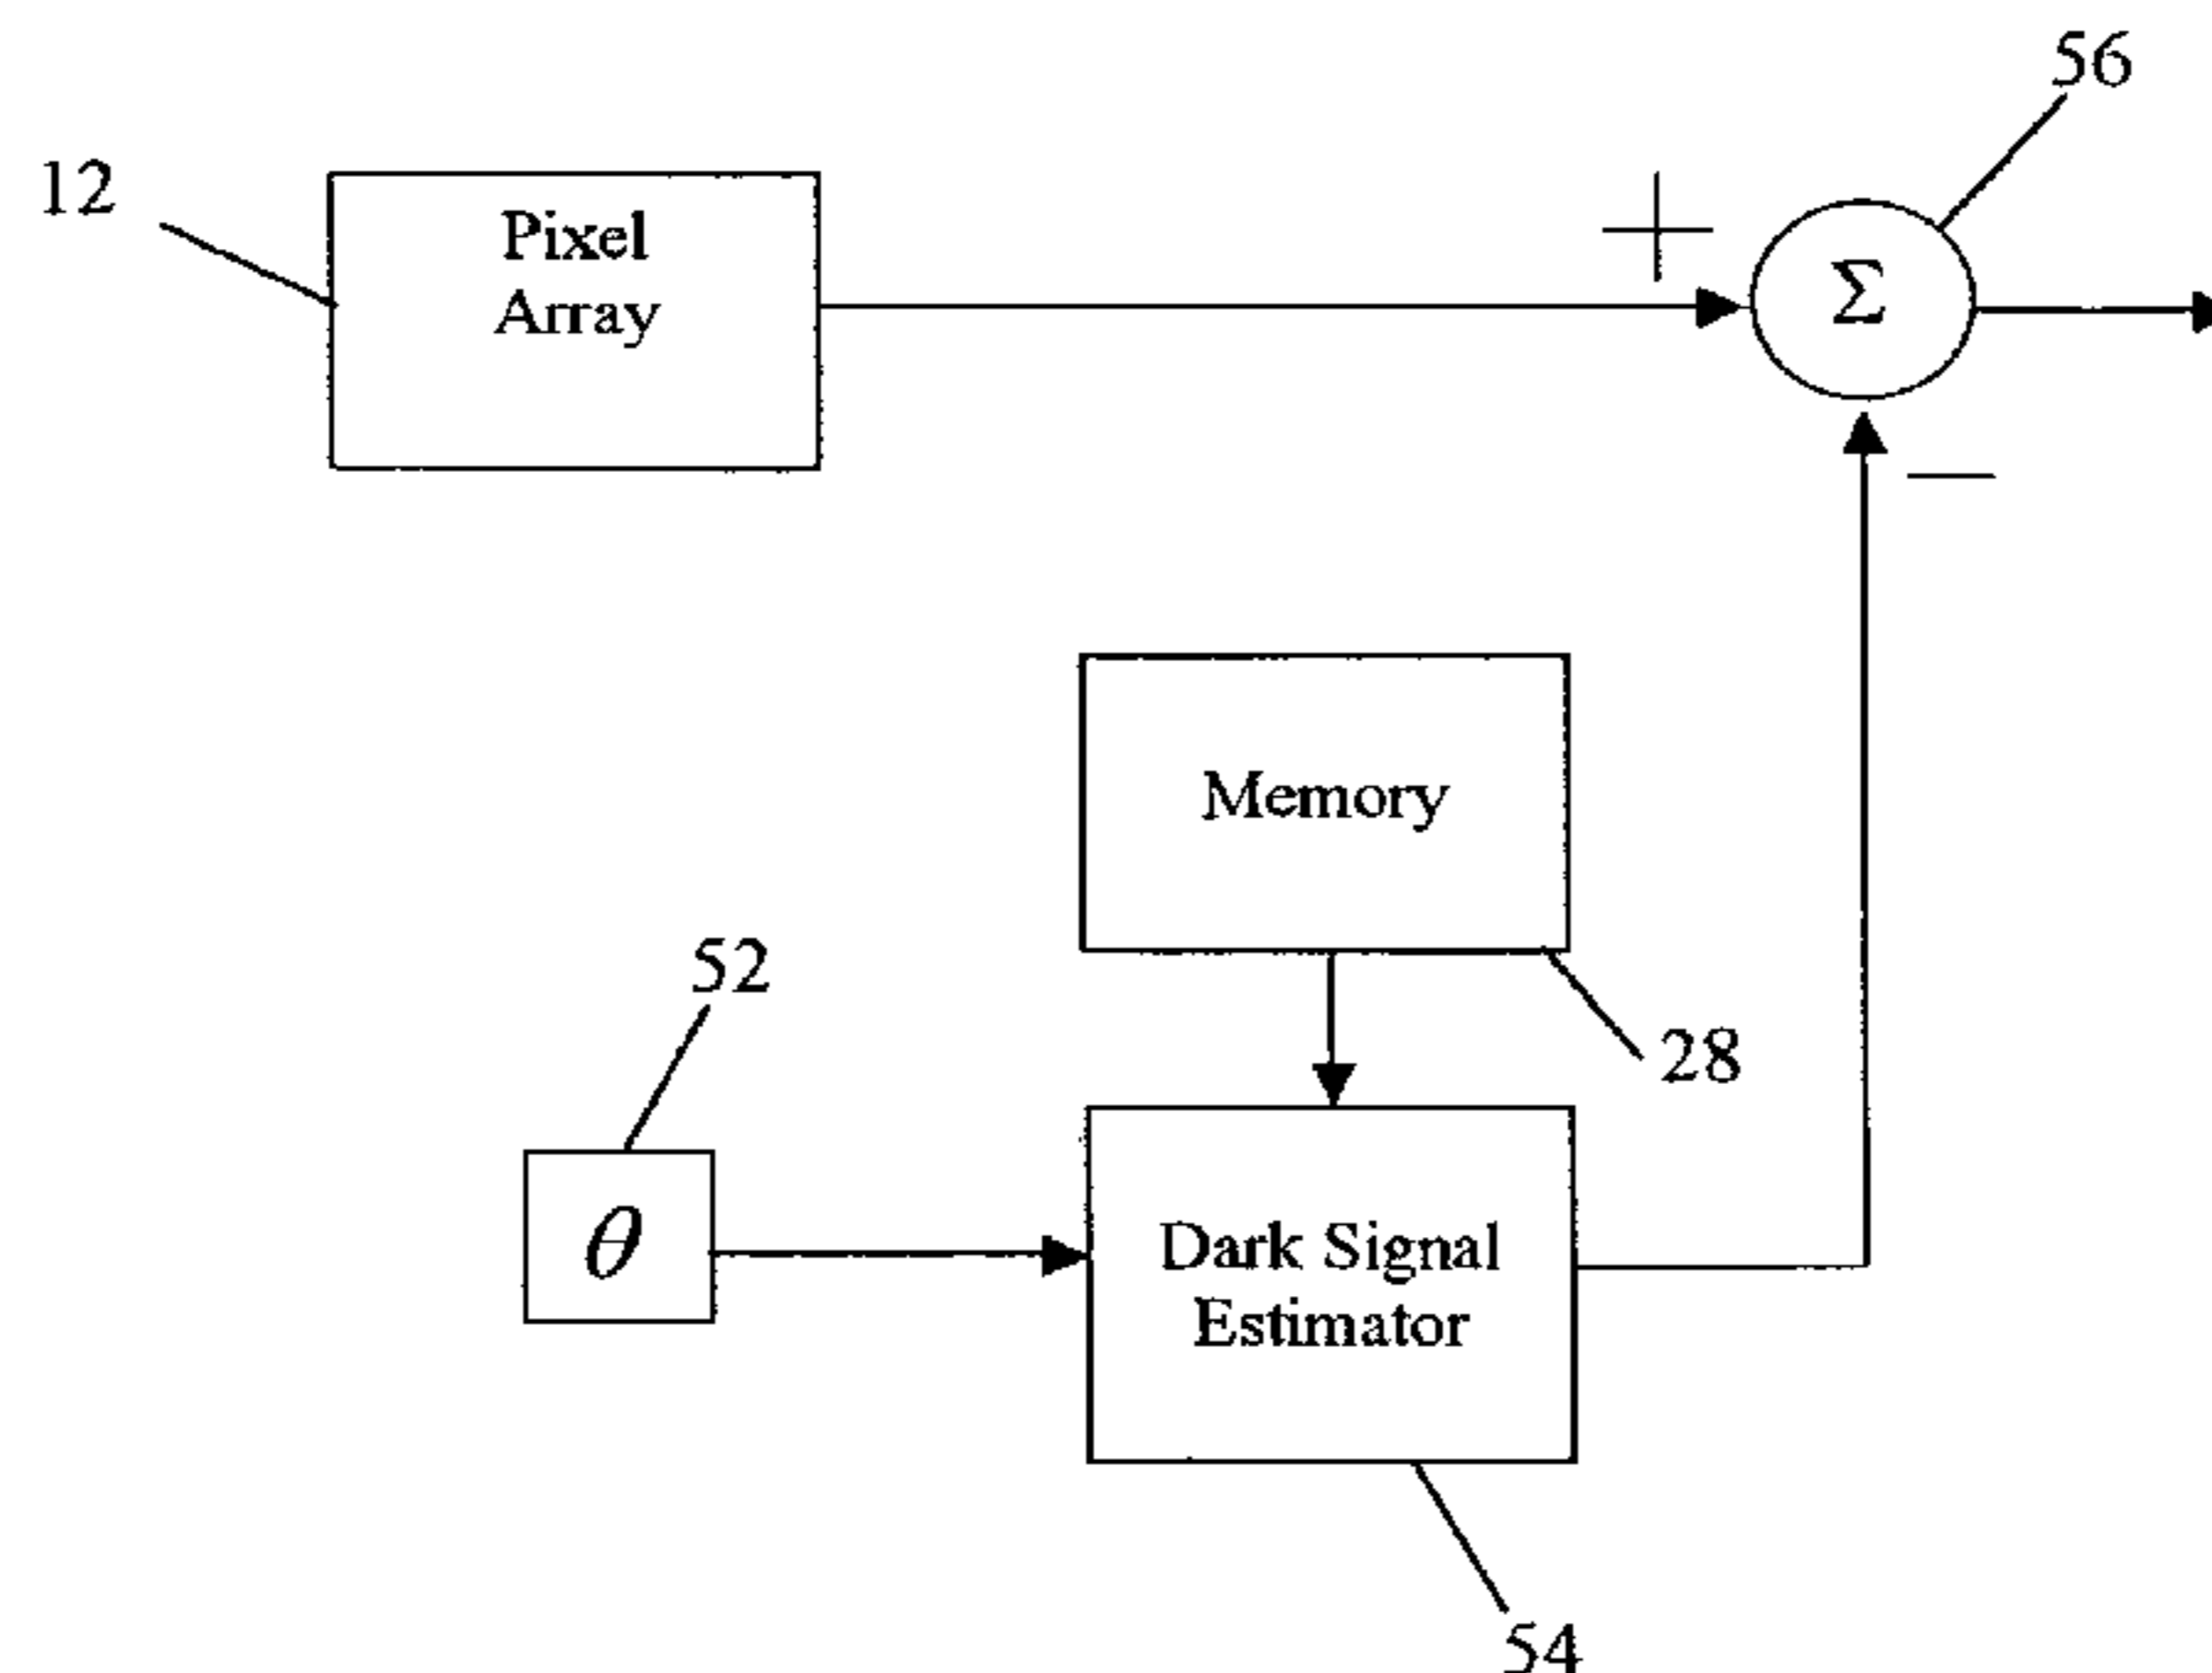 56
12
Pixel
Array
+
Σ
−
Memory
52
28
θ
Dark Signal
Estimator
54